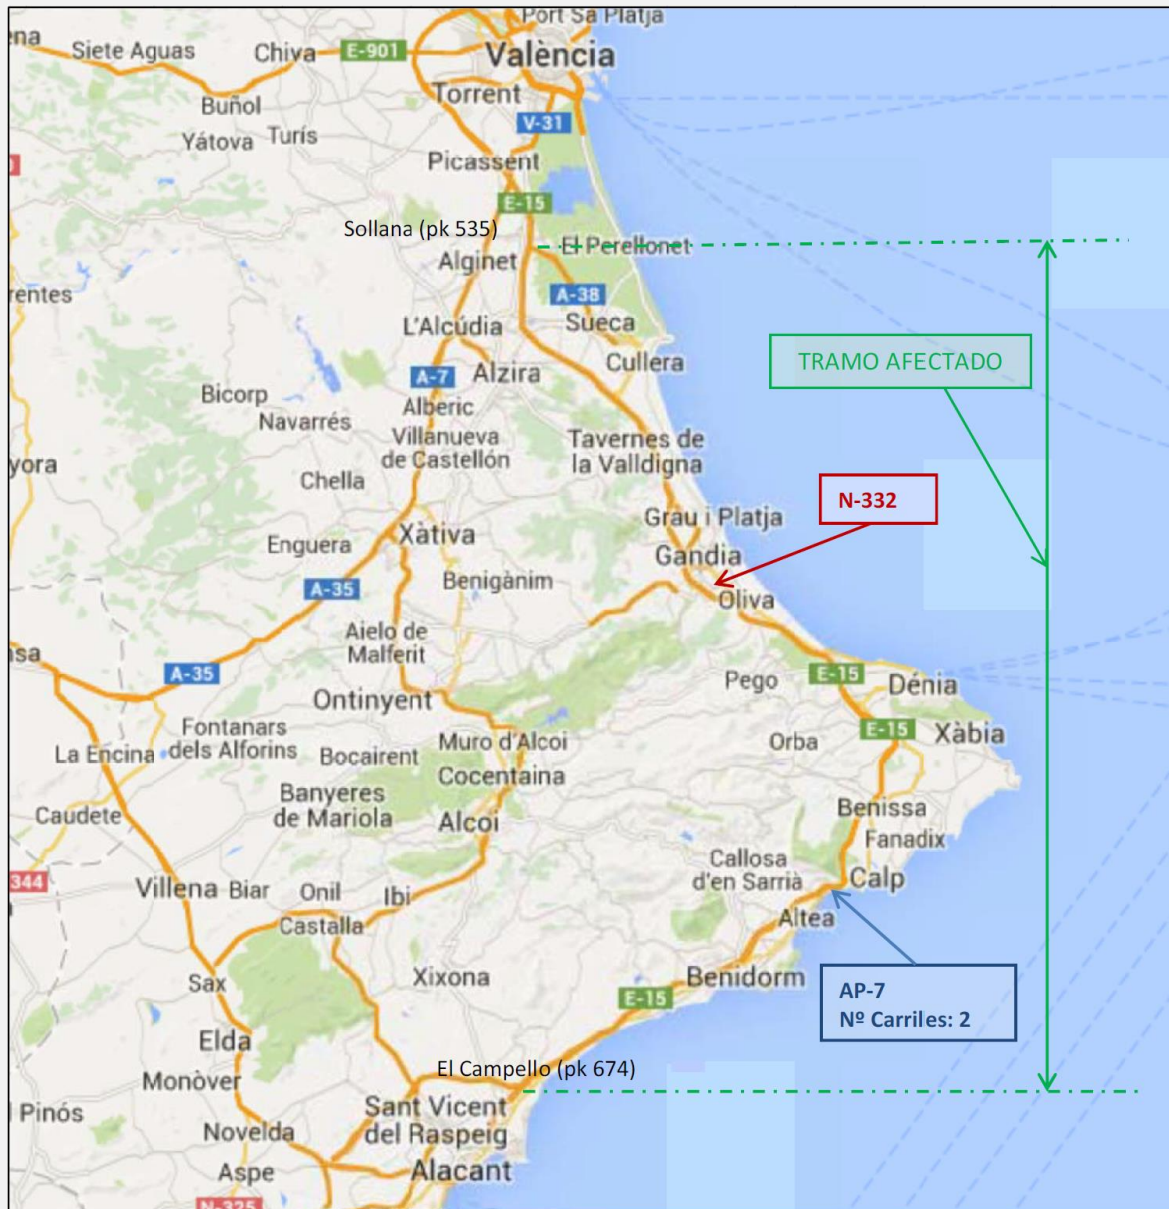 Port Sa Platja
ena
Siete Aguas
Chiva
E-901
València
Torrent
Buñol
V-31
Yátova
Turís
Picassent
E-15
Sollana (pk 535)
El Perellonet
Alginet
rentes
A-38
L'Alcúdia
Sueca
TRAMO AFECTADO
Cullera
A-7
Alzira
Bicorp
Alberic
Navarrés
Villanueva
de Castellón
Tavernes de
la Valldigna
yora
Chella
N-332
Grau i Platja
Xàtiva
Enguera
Gandia
Benigànim
A-35
Oliva
Aielo de
Malferit
nsa
A-35
E-15
Pego
Dénia
Ontinyent
Fontanars
dels Alforins
E-15
Xàbia
La Encina
Bocairent
Muro d'Alcoi
Orba
Cocentaina
Banyeres
de Mariola
Caudete
Alcoi
Benissa
Fanadix
Callosa
d'en Sarrià
344
Villena
Biar
Onil
Ibi
Calp
Castalla
Altea
Sax
Xixona
Benidorm
AP-7
Nº Carriles: 2
E-15
Elda
El Campello (pk 674)
Monòver
l Pinós
Sant Vicent
del Raspeig
Novelda
Aspe
Alacant
N-325